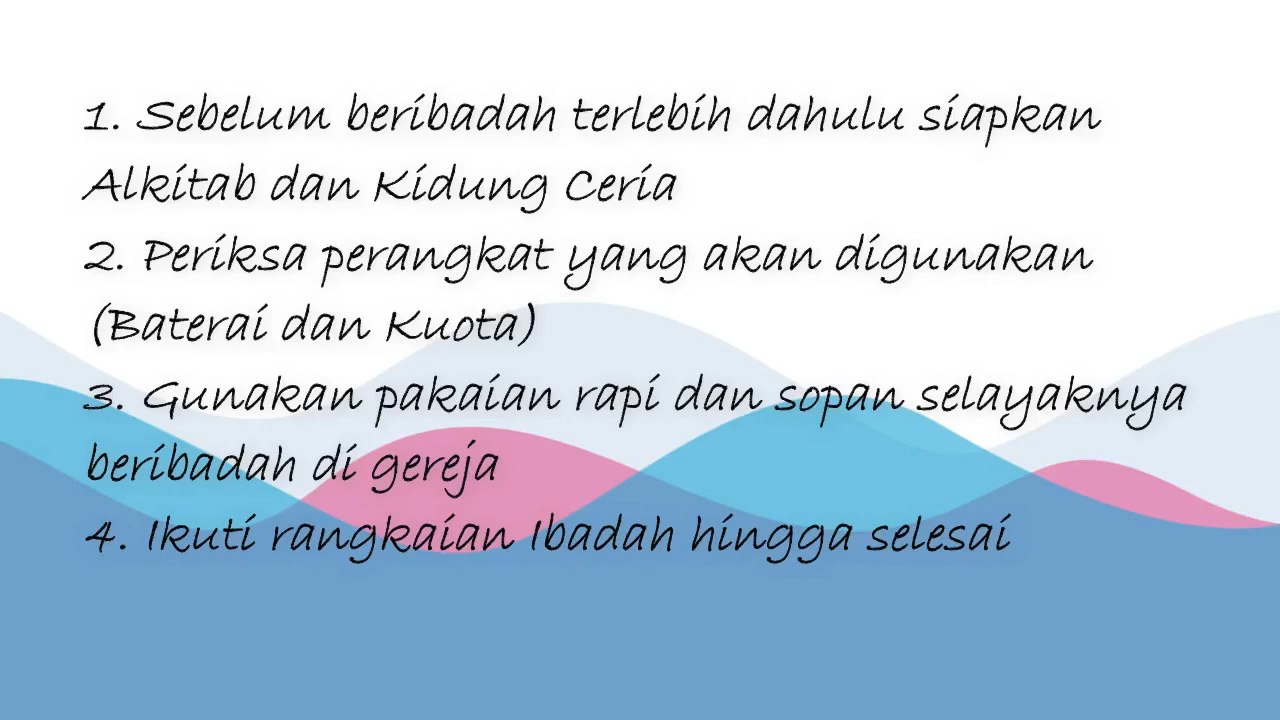 1. Sebelum beribadah terlebih dahulu siapkan
Alkitab dan Kidung Ceria
2. Periksa perangkat yang akan digunakan
(Baterai dan Kuota)
3. Gunakan pakaian rapi dan sopan selayaknya
beribadah di gereja
4. Ikuti rangkaian Ibadah hingga selesai